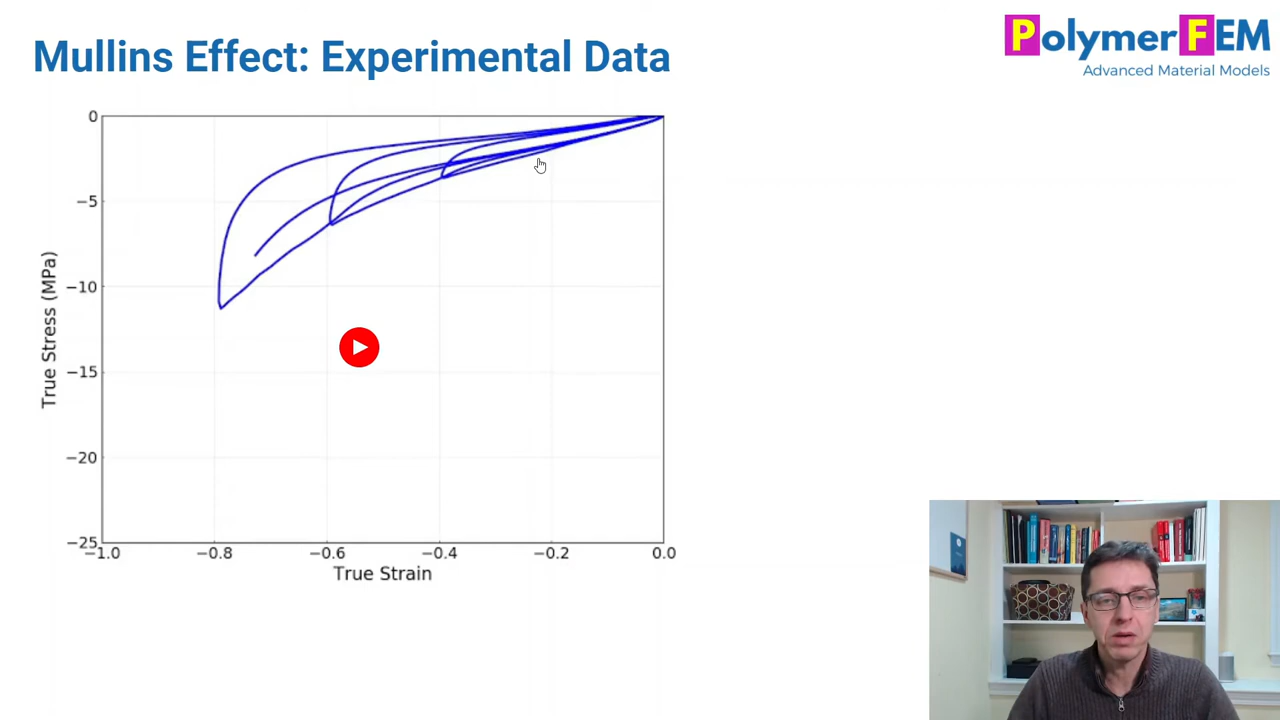 Mullins Effect: Experimental Data
PolymerFEM
Advanced Material Models
0
−5
−10
−15
−20
−25
True Stress (MPa)
−1.0 −0.8 −0.6 −0.4 −0.2 0.0
True Strain